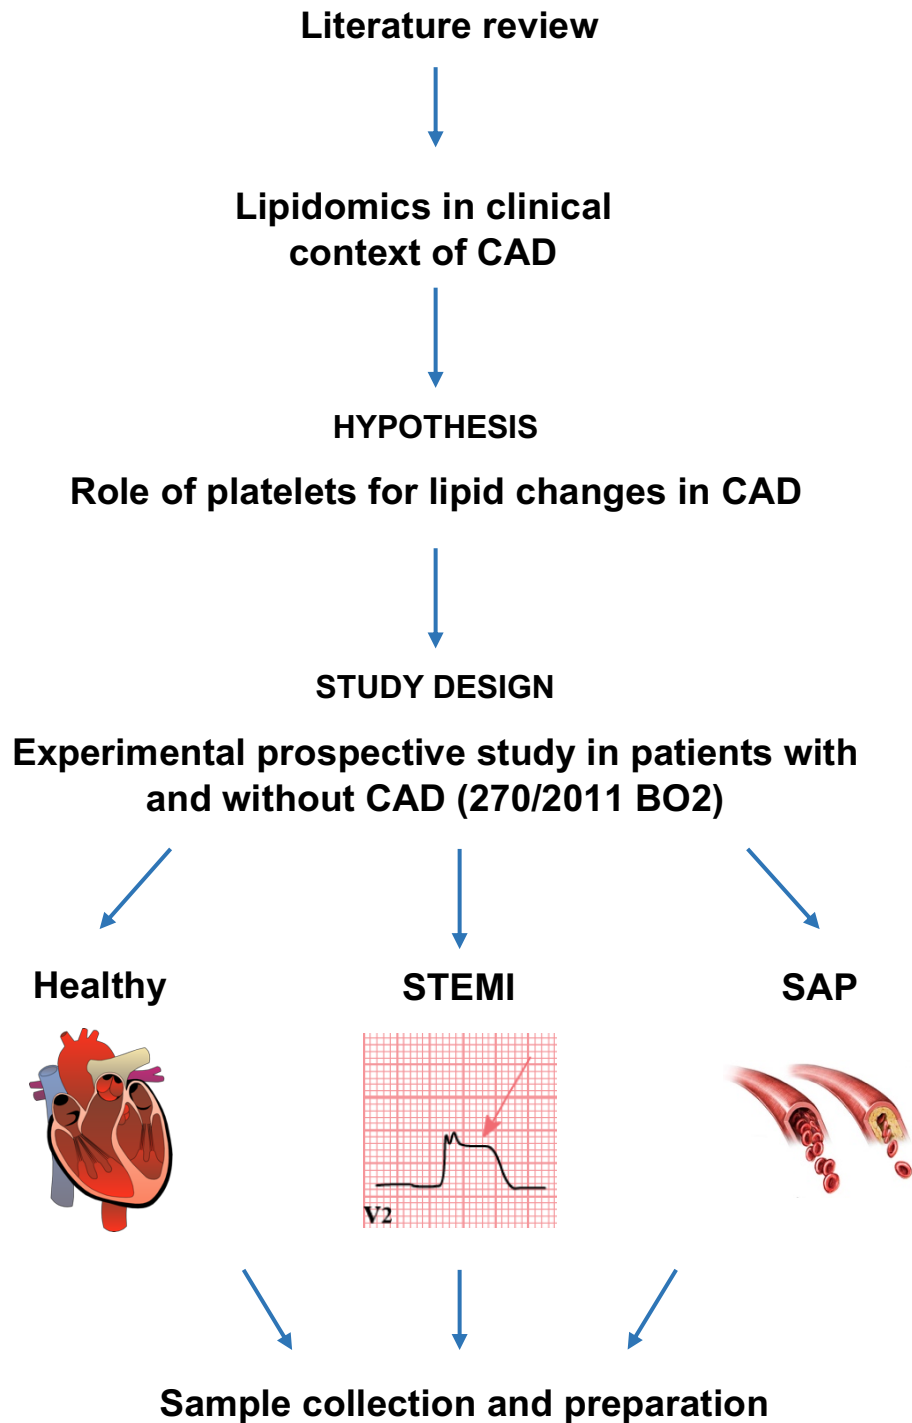 Literature review
Lipidomics in clinical
context of CAD
HYPOTHESIS
Role of platelets for lipid changes in CAD
STUDY DESIGN
Experimental prospective study in patients with
and without CAD (270/2011 BO2)
Healthy
STEMI
SAP
V2
Sample collection and preparation